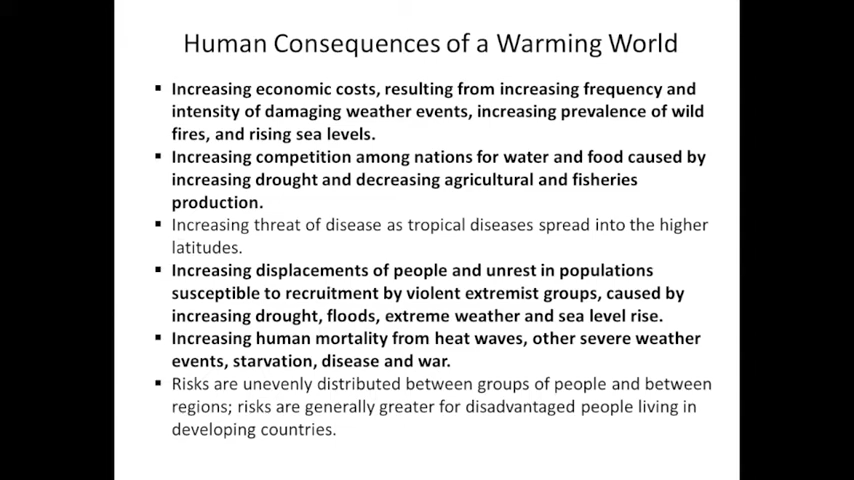 Human Consequences of a Warming World
▪ Increasing economic costs, resulting from increasing frequency and
intensity of damaging weather events, increasing prevalence of wild
fires, and rising sea levels.
▪ Increasing competition among nations for water and food caused by
increasing drought and decreasing agricultural and fisheries
production.
▪ Increasing threat of disease as tropical diseases spread into the higher
latitudes.
▪ Increasing displacements of people and unrest in populations
susceptible to recruitment by violent extremist groups, caused by
increasing drought, floods, extreme weather and sea level rise.
▪ Increasing human mortality from heat waves, other severe weather
events, starvation, disease and war.
▪ Risks are unevenly distributed between groups of people and between
regions; risks are generally greater for disadvantaged people living in
developing countries.